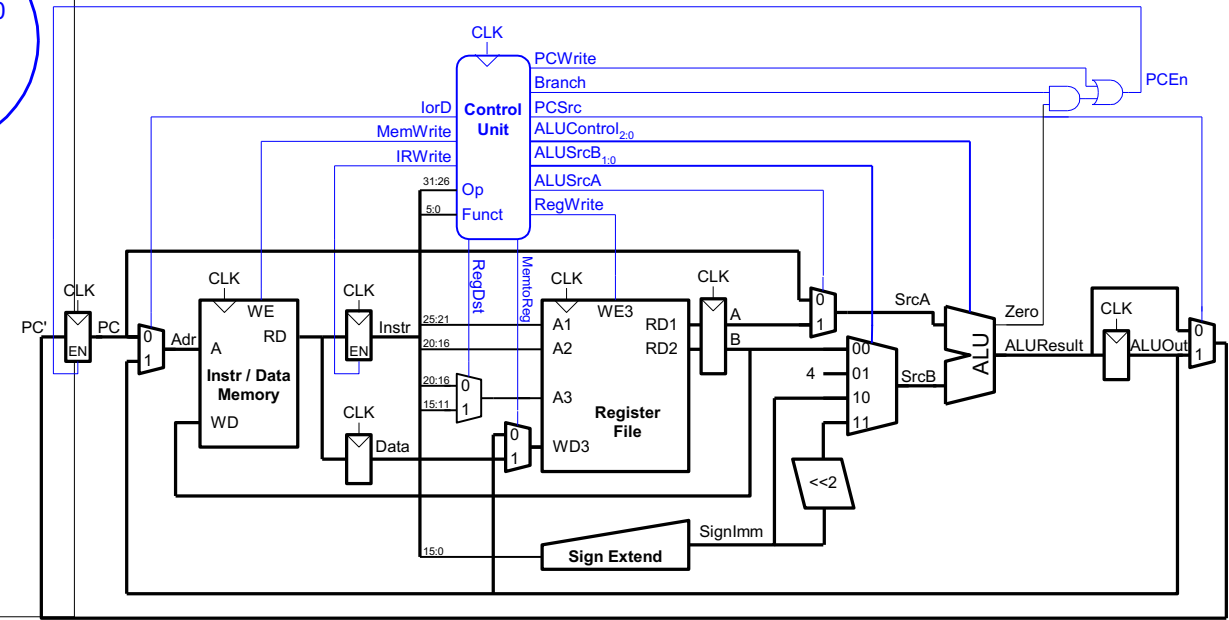 0
CLK
PCWrite
Branch
PCEn
IorD
Control
Unit
PCSrc
MemWrite
ALUControl2:0
IRWrite
ALUSrcB1:0
31:26
Op
ALUSrcA
5:0
Funct
RegWrite
RegDst
MemtoReg
CLK
CLK
CLK
CLK
CLK
CLK
PC'
EN
PC
0
1
Adr
WE
A
RD
Instr / Data
Memory
WD
EN
Instr
CLK
Data
25:21
20:16
20:16
15:11
0
1
0
1
WE3
A1
A2
A3
WD3
RD1
RD2
Register
File
A
B
0
1
SrcA
00
4
01
10
11
SrcB
<<2
ALU
Zero
ALUResult
ALUOut
0
1
15:0
Sign Extend
SignImm